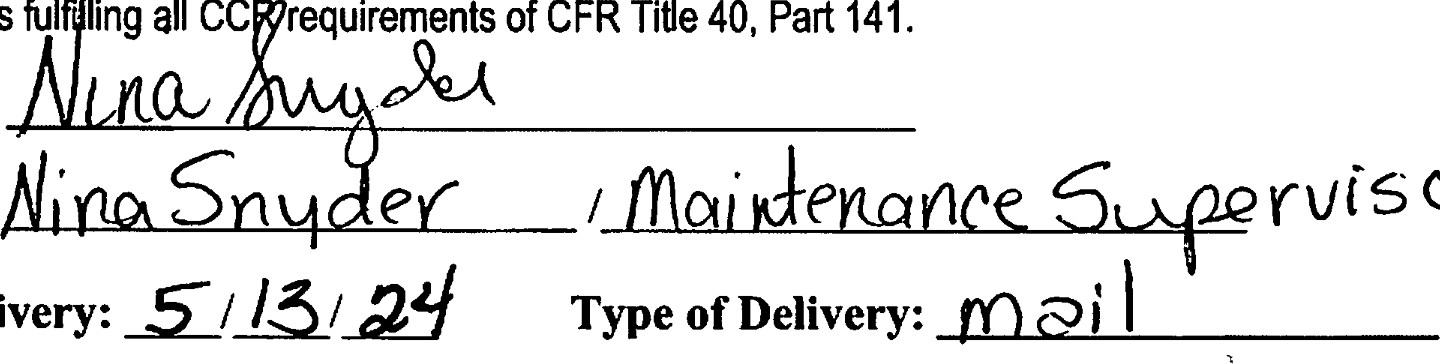 s fulfilling all CCR requirements of CFR Title 40, Part 141.
Nina Snyder
Nina Snyder / Maintenance Superviso
ivery: 5/13/24 Type of Delivery: mail